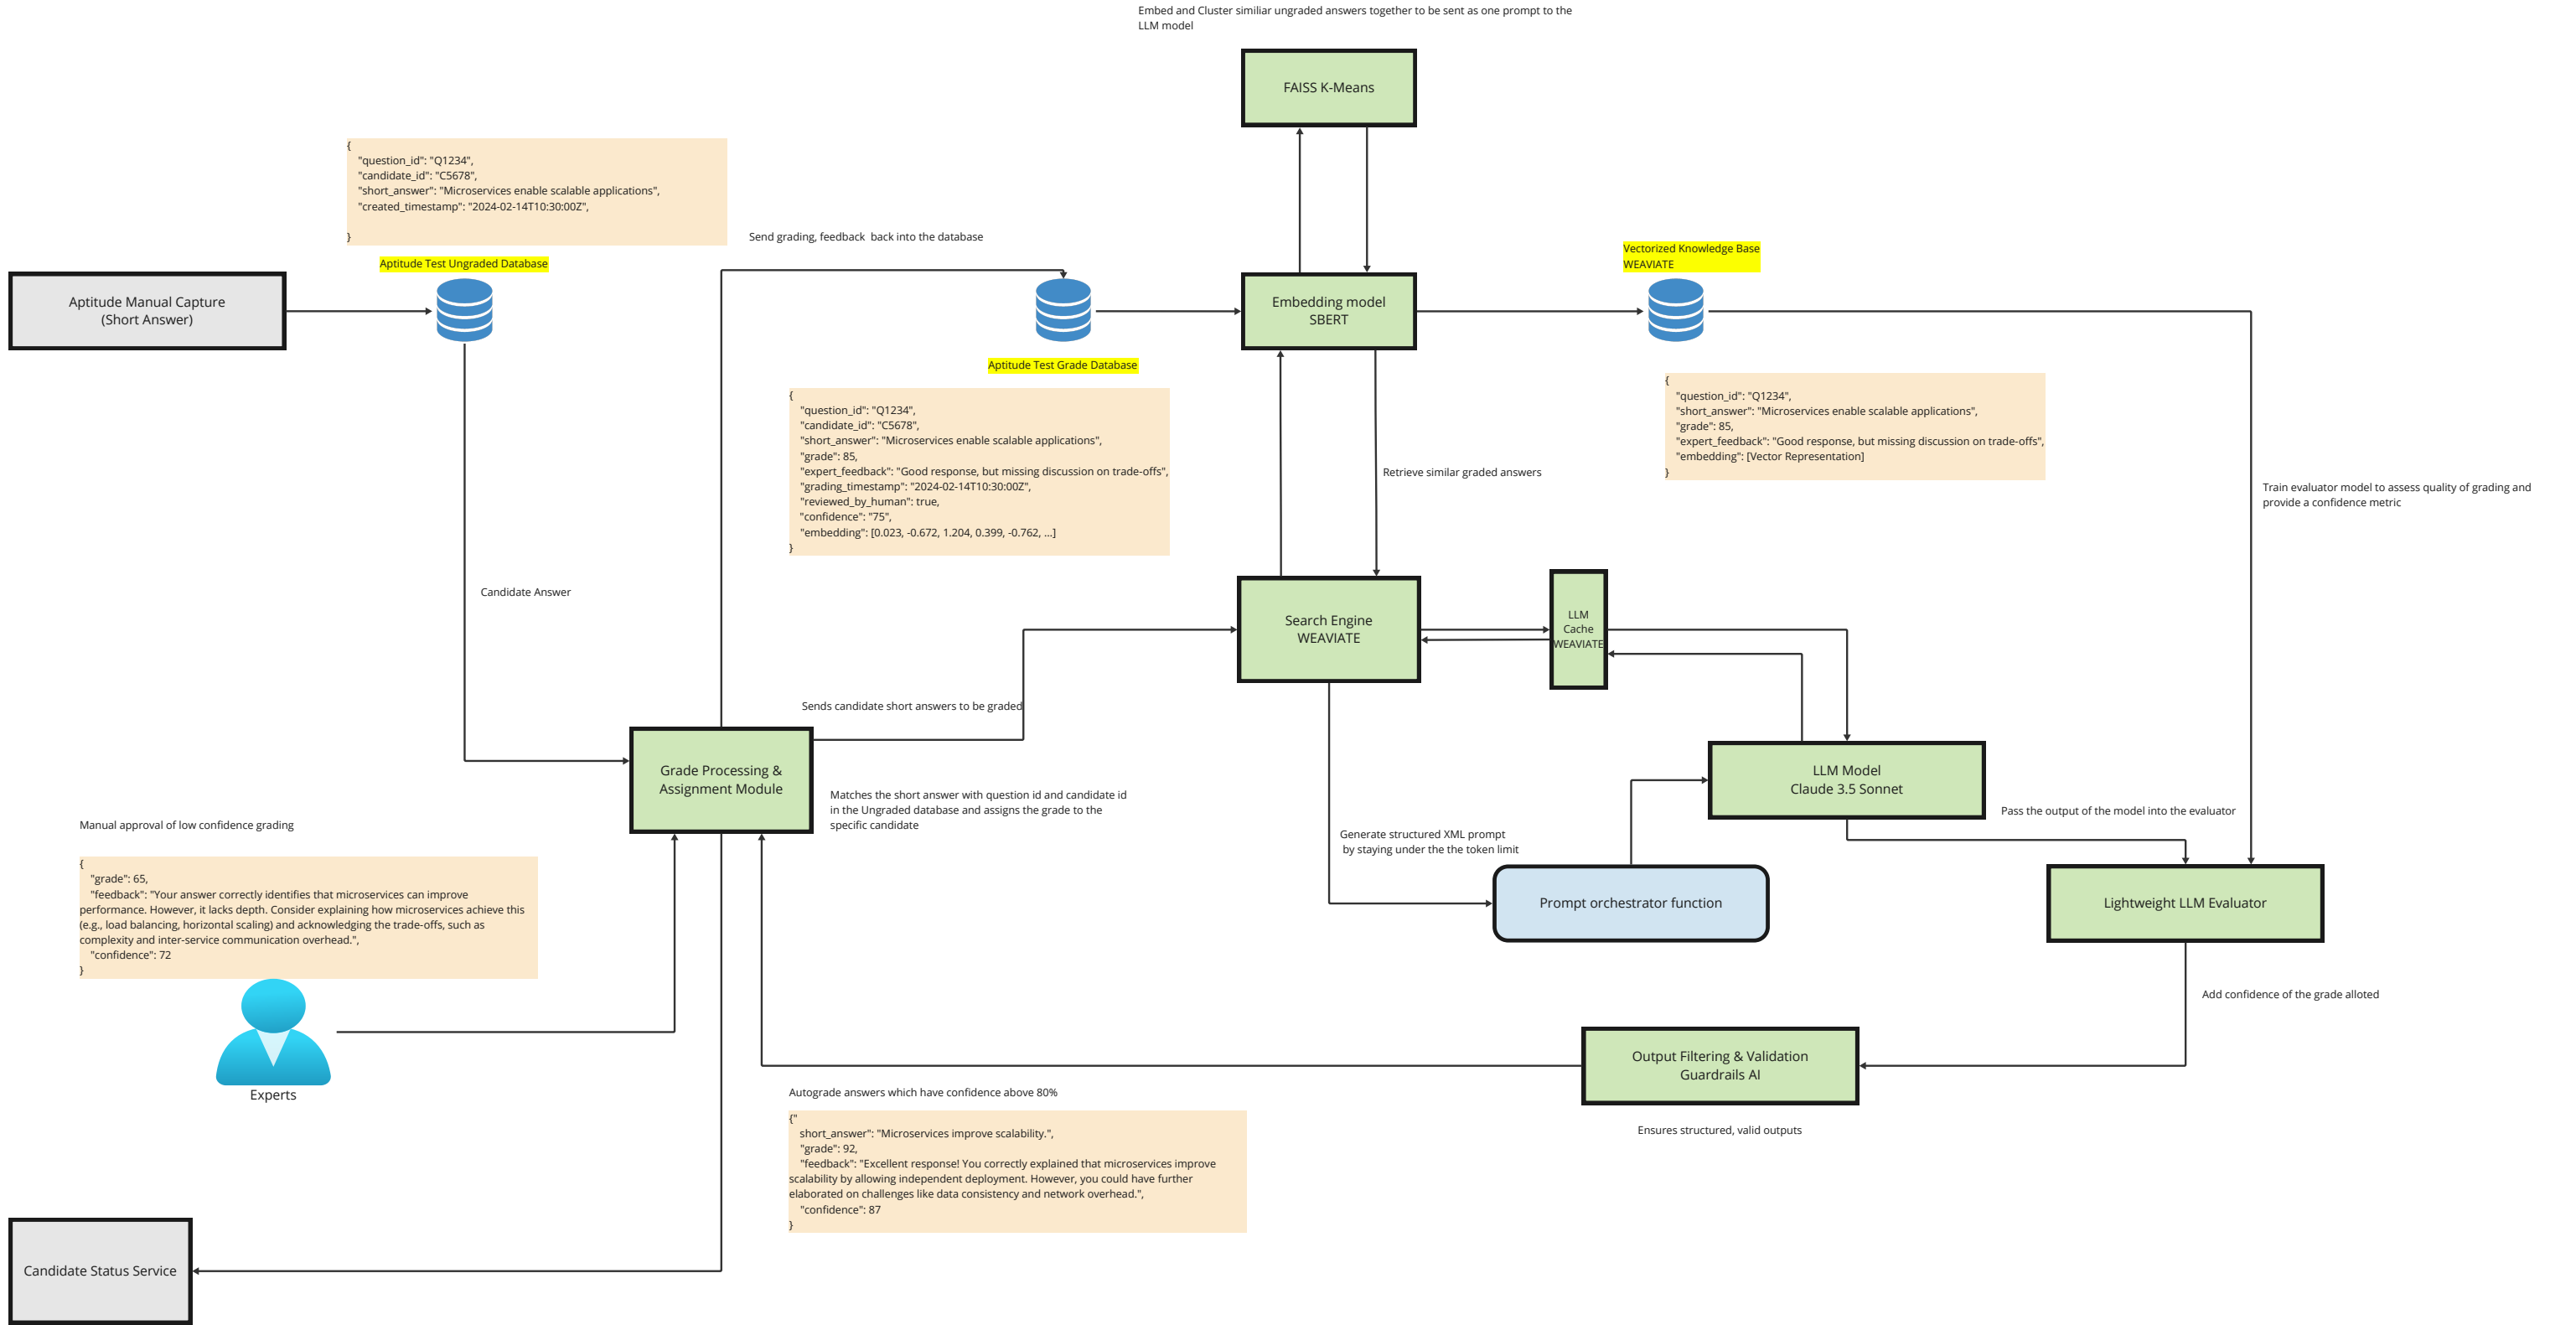 Embed and Cluster similiar ungraded answers together to be sent as one prompt to the
LLM model
FAISS K-Means
{
"question_id": "Q1234",
"candidate_id": "C5678",
"short_answer": "Microservices enable scalable applications",
"created_timestamp": "2024-02-14T10:30:00Z",
}
Send grading, feedback  back into the database
Aptitude Test Ungraded Database
Vectorized Knowledge Base
WEAVIATE
Aptitude Manual Capture
(Short Answer)
Embedding model
SBERT
Aptitude Test Grade Database
{
"question_id": "Q1234",
"candidate_id": "C5678",
"short_answer": "Microservices enable scalable applications",
"grade": 85,
"expert_feedback": "Good response, but missing discussion on trade-offs",
"grading_timestamp": "2024-02-14T10:30:00Z",
"reviewed_by_human": true,
"confidence": "75",
"embedding": [0.023, -0.672, 1.204, 0.399, -0.762, ...]
}
{
"question_id": "Q1234",
"short_answer": "Microservices enable scalable applications",
"grade": 85,
"expert_feedback": "Good response, but missing discussion on trade-offs",
"embedding": [Vector Representation]
}
Retrieve similar graded answers
Train evaluator model to assess quality of grading and
provide a confidence metric
Candidate Answer
Search Engine
WEAVIATE
LLM
Cache
WEAVIATE
Sends candidate short answers to be graded
Grade Processing &
Assignment Module
LLM Model
Claude 3.5 Sonnet
Matches the short answer with question id and candidate id
in the Ungraded database and assigns the grade to the
specific candidate
Pass the output of the model into the evaluator
Manual approval of low confidence grading
Generate structured XML prompt
by staying under the the token limit
{
"grade": 65,
"feedback": "Your answer correctly identifies that microservices can improve
performance. However, it lacks depth. Consider explaining how microservices achieve this
(e.g., load balancing, horizontal scaling) and acknowledging the trade-offs, such as
complexity and inter-service communication overhead.",
"confidence": 72
}
Prompt orchestrator function
Lightweight LLM Evaluator
Add confidence of the grade alloted
Experts
Output Filtering & Validation
Guardrails AI
Autograde answers which have confidence above 80%
{"
short_answer": "Microservices improve scalability.",
"grade": 92,
"feedback": "Excellent response! You correctly explained that microservices improve
scalability by allowing independent deployment. However, you could have further
elaborated on challenges like data consistency and network overhead.",
"confidence": 87
}
Ensures structured, valid outputs
Candidate Status Service